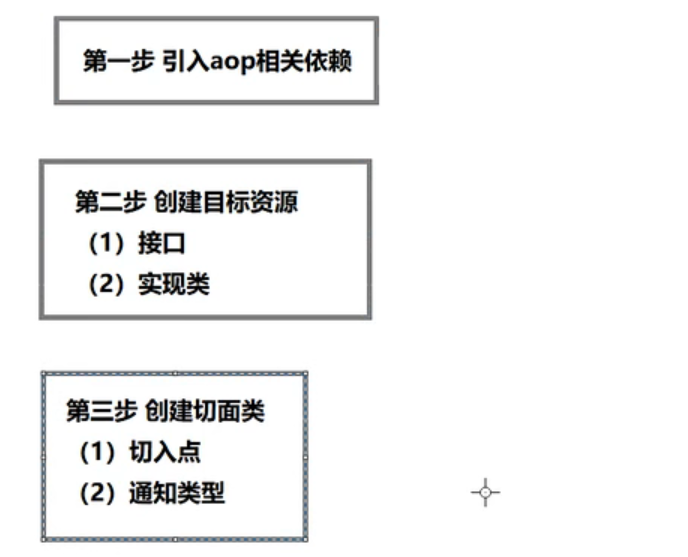 第一步 引入aop相关依赖
第二步 创建目标资源
（1）接口
（2）实现类
第三步 创建切面类
（1）切入点
（2）通知类型